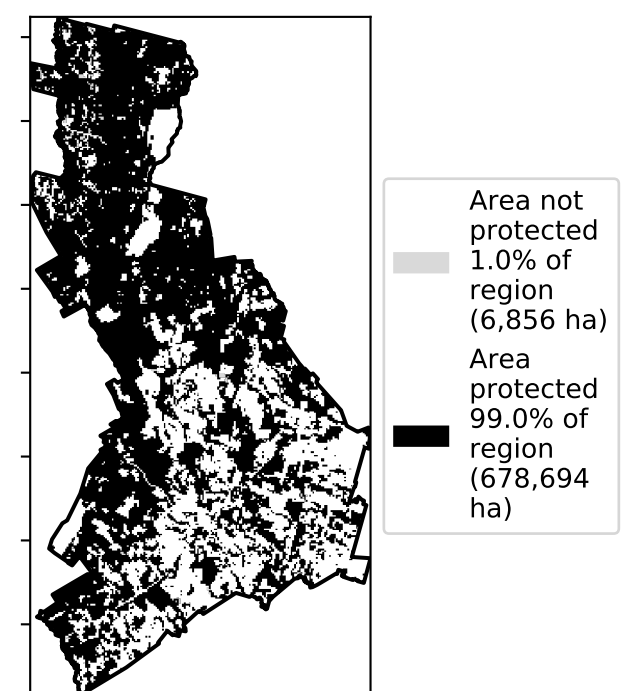 Area not
protected
1.0% of
region
(6,856 ha)
Area
protected
99.0% of
region
(678,694
ha)